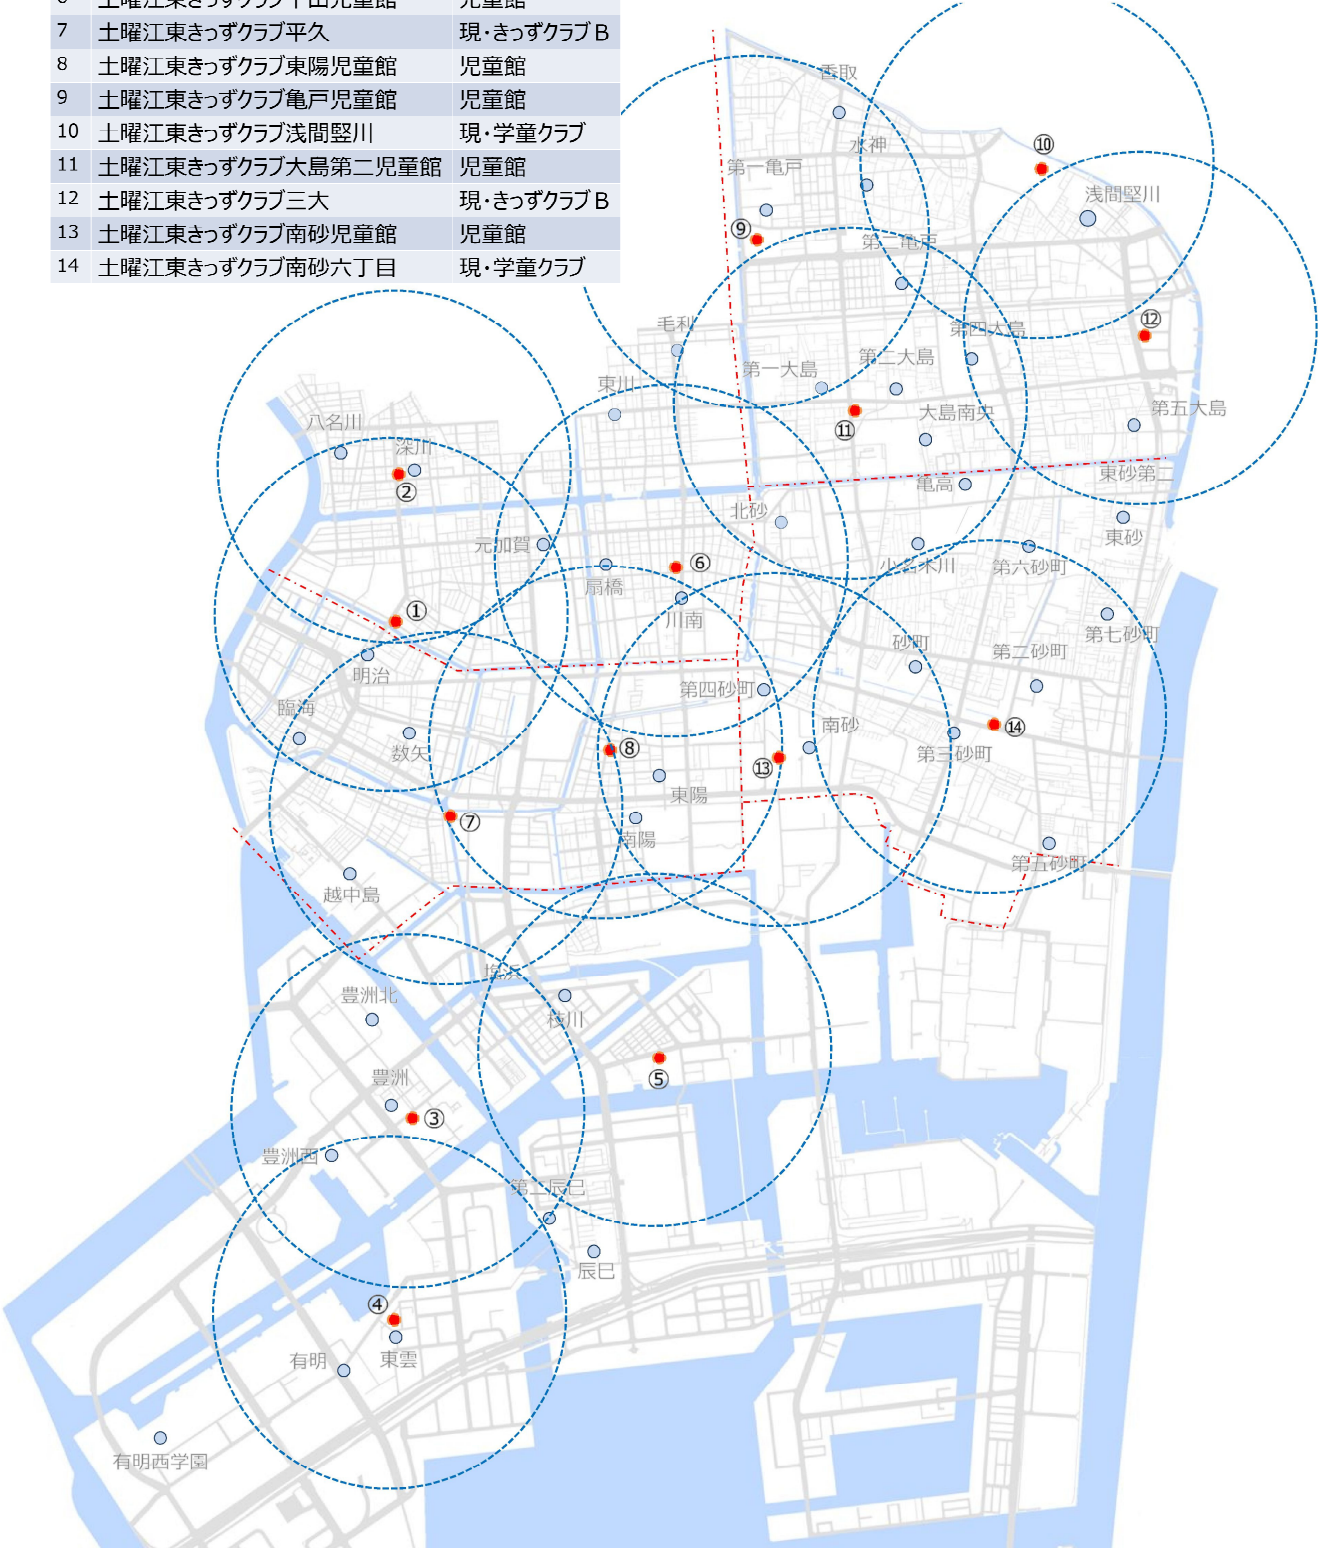 7 土曜江東きっずクラブ平久 現・きっずクラブB
8 土曜江東きっずクラブ東陽児童館 児童館
9 土曜江東きっずクラブ亀戸児童館 児童館
10 土曜江東きっずクラブ浅間竪川 現・学童クラブ
11 土曜江東きっずクラブ大島第二児童館 児童館
12 土曜江東きっずクラブ三大 現・きっずクラブB
13 土曜江東きっずクラブ南砂児童館 児童館
14 土曜江東きっずクラブ南砂六丁目 現・学童クラブ
香取
水神
⑩
第一亀戸
浅間竪川
⑨
第二亀戸
毛利
⑫
第四大島
第二大島
第一大島
東川
第五大島
大島南央
八名川
⑪
深川
東砂第二
亀高
②
北砂
東砂
元加賀
⑥
小名木川
第六砂町
扇橋
①
川南
第七砂町
砂町
第二砂町
明治
第四砂町
臨海
南砂
⑭
⑧
数矢
第三砂町
⑬
東陽
⑦
南陽
第五砂町
越中島
塩浜
豊洲北
枝川
豊洲
⑤
③
豊洲西
第二辰巳
辰巳
④
有明
東雲
有明西学園